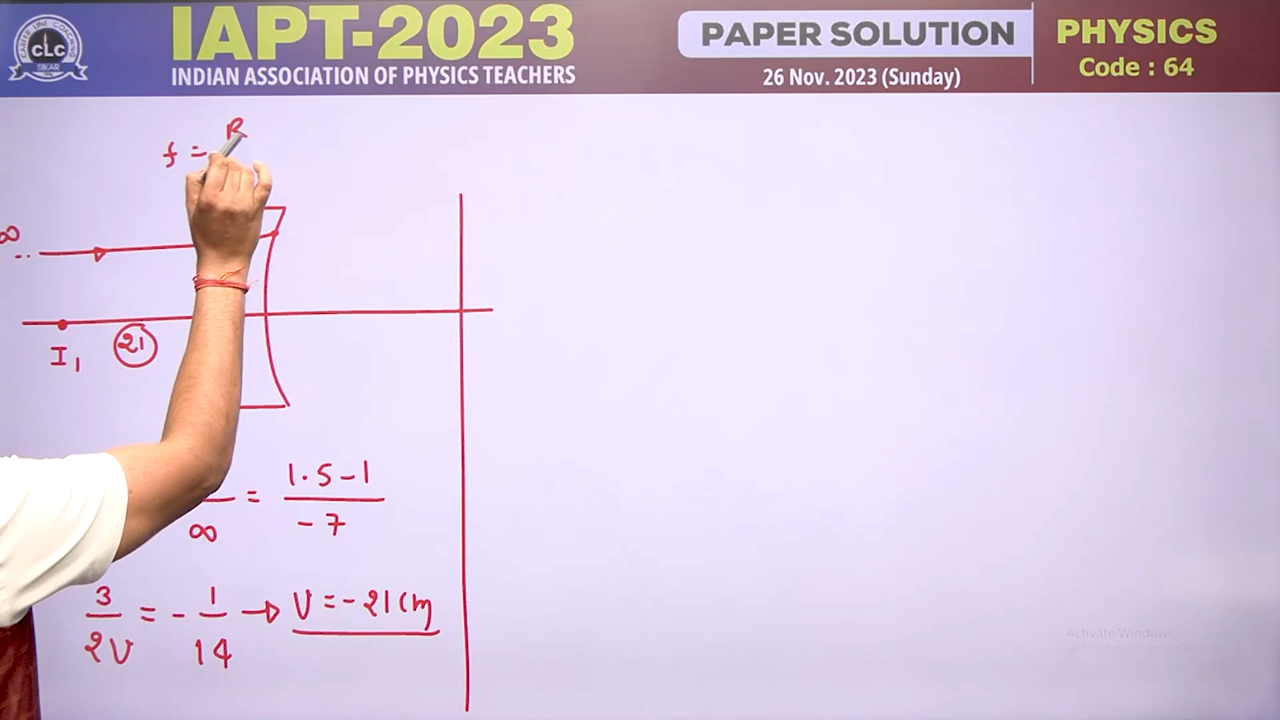 CLC
SIKAR
IAPT-2023
INDIAN ASSOCIATION OF PHYSICS TEACHERS
PAPER SOLUTION
26 Nov. 2023 (Sunday)
PHYSICS
Code : 64
f = R
∞
I₁
21
∞ = 1.5-1 / -7
3/2V = - 1/14 → V = -21 cm
Activate Windows